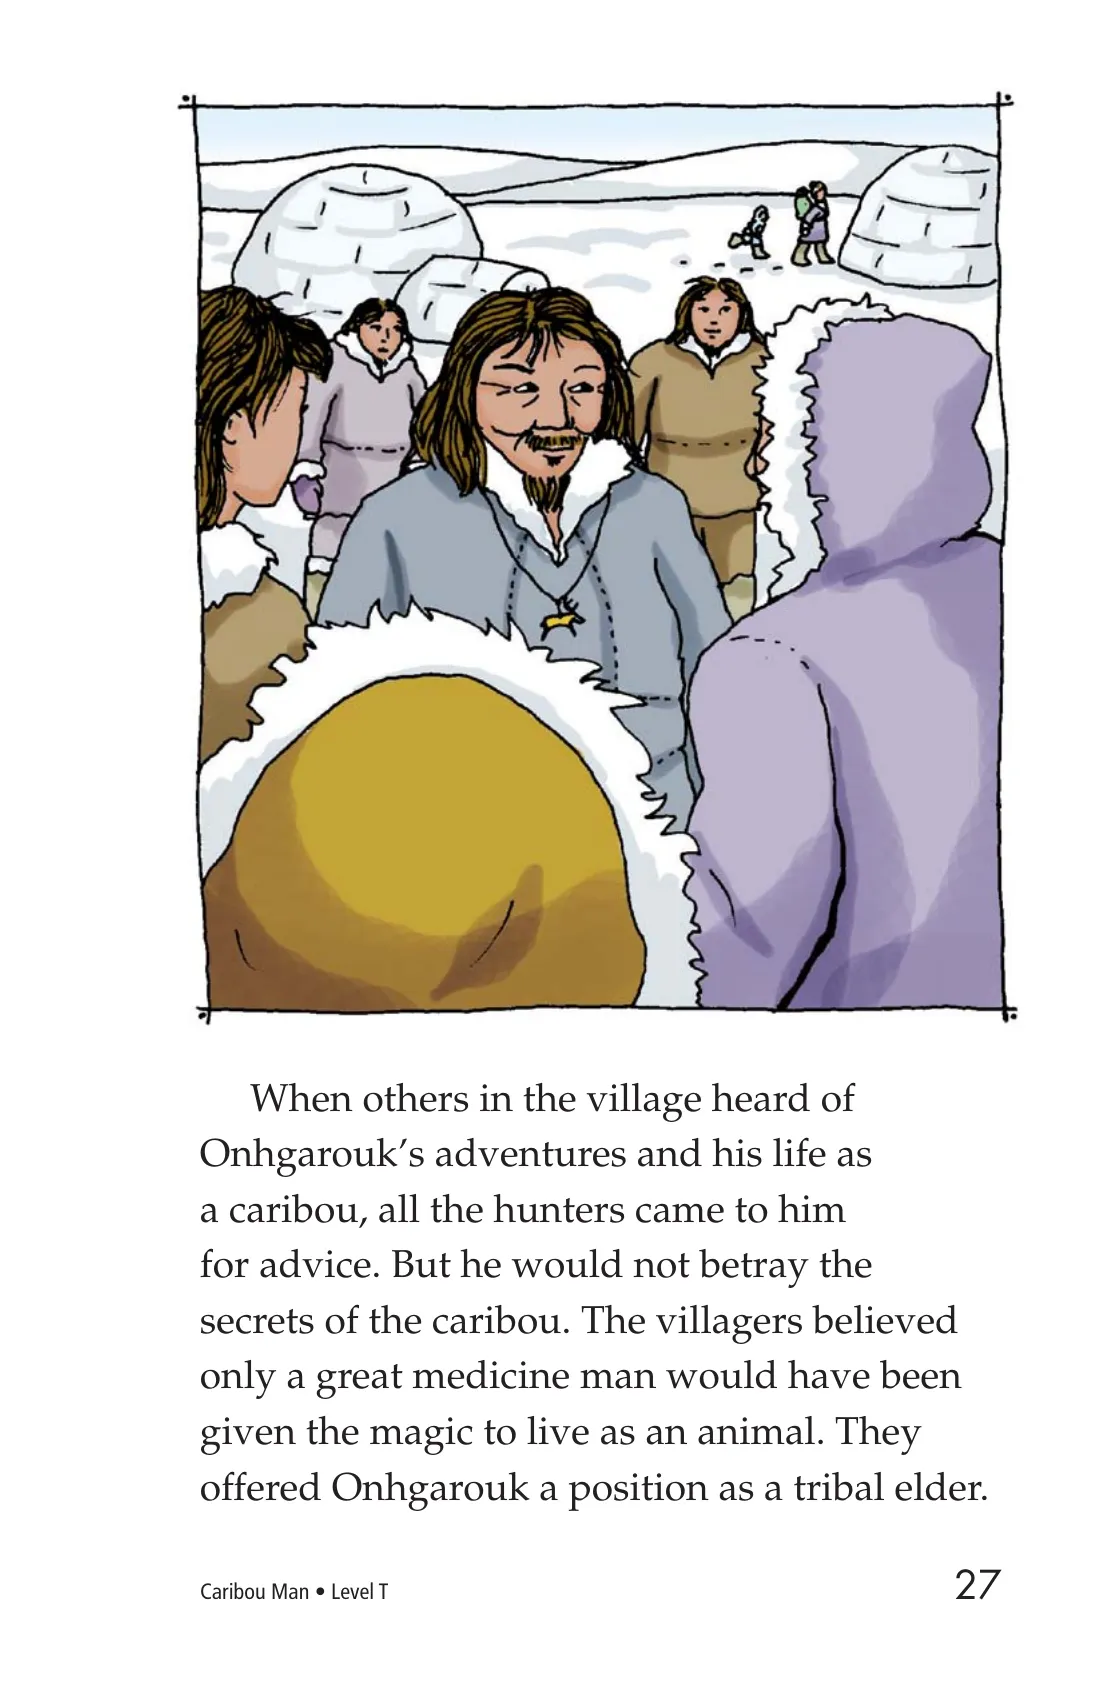 When others in the village heard of
Onhgarouk’s adventures and his life as
a caribou, all the hunters came to him
for advice. But he would not betray the
secrets of the caribou. The villagers believed
only a great medicine man would have been
given the magic to live as an animal. They
offered Onhgarouk a position as a tribal elder.
Caribou Man • Level T
27